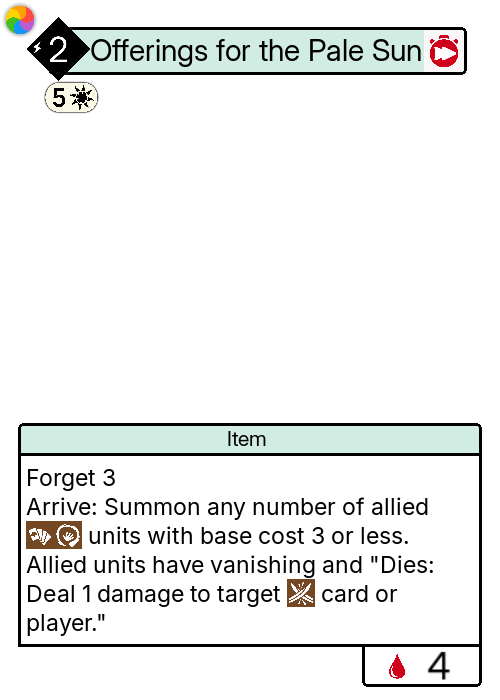 2 Offerings for the Pale Sun
5
Item
Forget 3
Arrive: Summon any number of allied
units with base cost 3 or less.
Allied units have vanishing and "Dies:
Deal 1 damage to target card or
player."
4